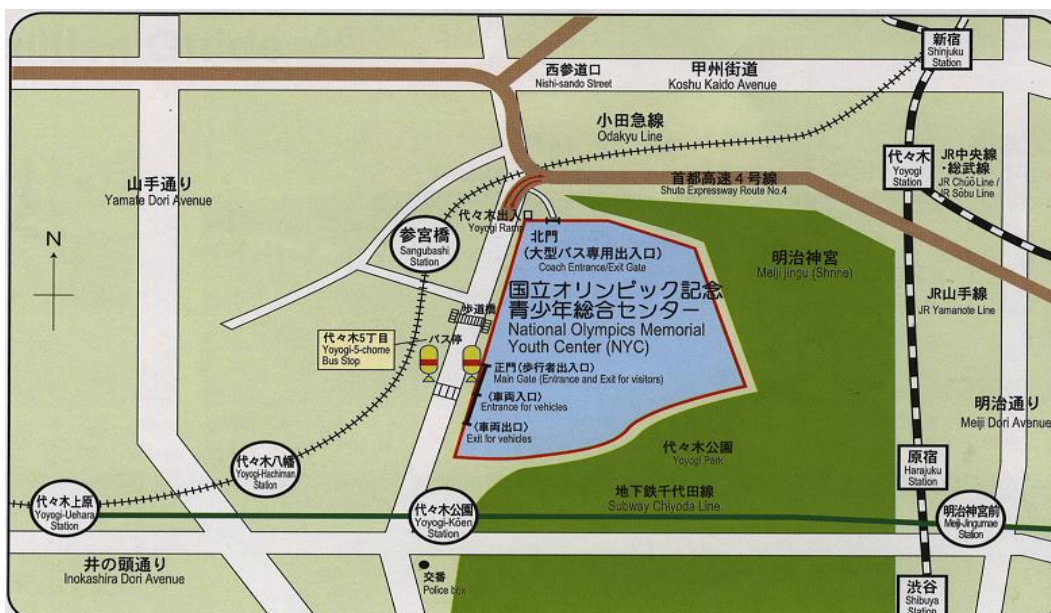 新宿
Shinjuku
Station
西参道口
Nishi-sando Street
甲州街道
Koshu Kaido Avenue
小田急線
Odakyu Line
代々木
Yoyogi
Station
JR中央線
・総武線
JR Chūō Line /
JR Sōbu Line
山手通り
Yamate Dori Avenue
首都高速4号線
Shuto Expressway Route No.4
代々木出入口
Yoyogi Ramp
参宮橋
Sangubashi
Station
N
北門
(大型バス専用出入口)
Coach Entrance/Exit Gate
明治神宮
Meiji jingu (Shrine)
国立オリンピック記念
青少年総合センター
National Olympics Memorial
Youth Center (NYC)
JR山手線
JR Yamanote Line
歩道橋
代々木5丁目
Yoyogi-5-chome
Bus Stop
バス停
正門(歩行者出入口)
Main Gate (Entrance and Exit for visitors)
〈車両入口〉
Entrance for vehicles
〈車両出口〉
Exit for vehicles
明治通り
Meiji Dori Avenue
代々木公園
Yoyogi Park
原宿
Harajuku
Station
代々木八幡
Yoyogi-Hachiman
Station
代々木上原
Yoyogi-Uehara
Station
代々木公園
Yoyogi-Kōen
Station
地下鉄千代田線
Subway Chiyoda Line
明治神宮前
Meiji-Jingumae
Station
井の頭通り
Inokashira Dori Avenue
交番
Police box
渋谷
Shibuya
Station